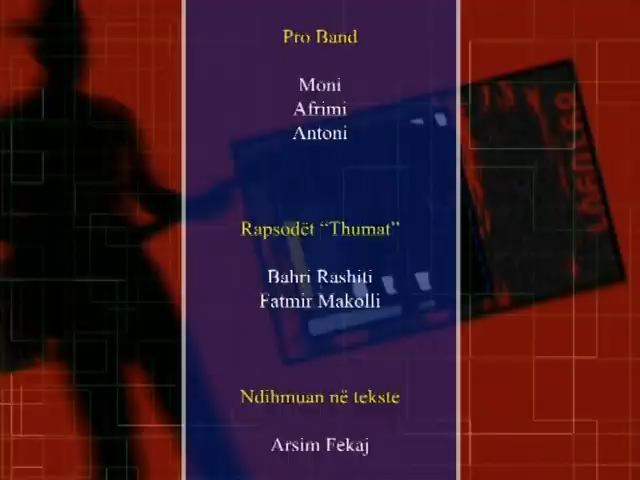 Pro Band
Moni
Afrimi
Antoni
Rapsodët “Thumat”
Bahri Rashiti
Fatmir Makolli
Ndihmuan në tekste
Arsim Fekaj